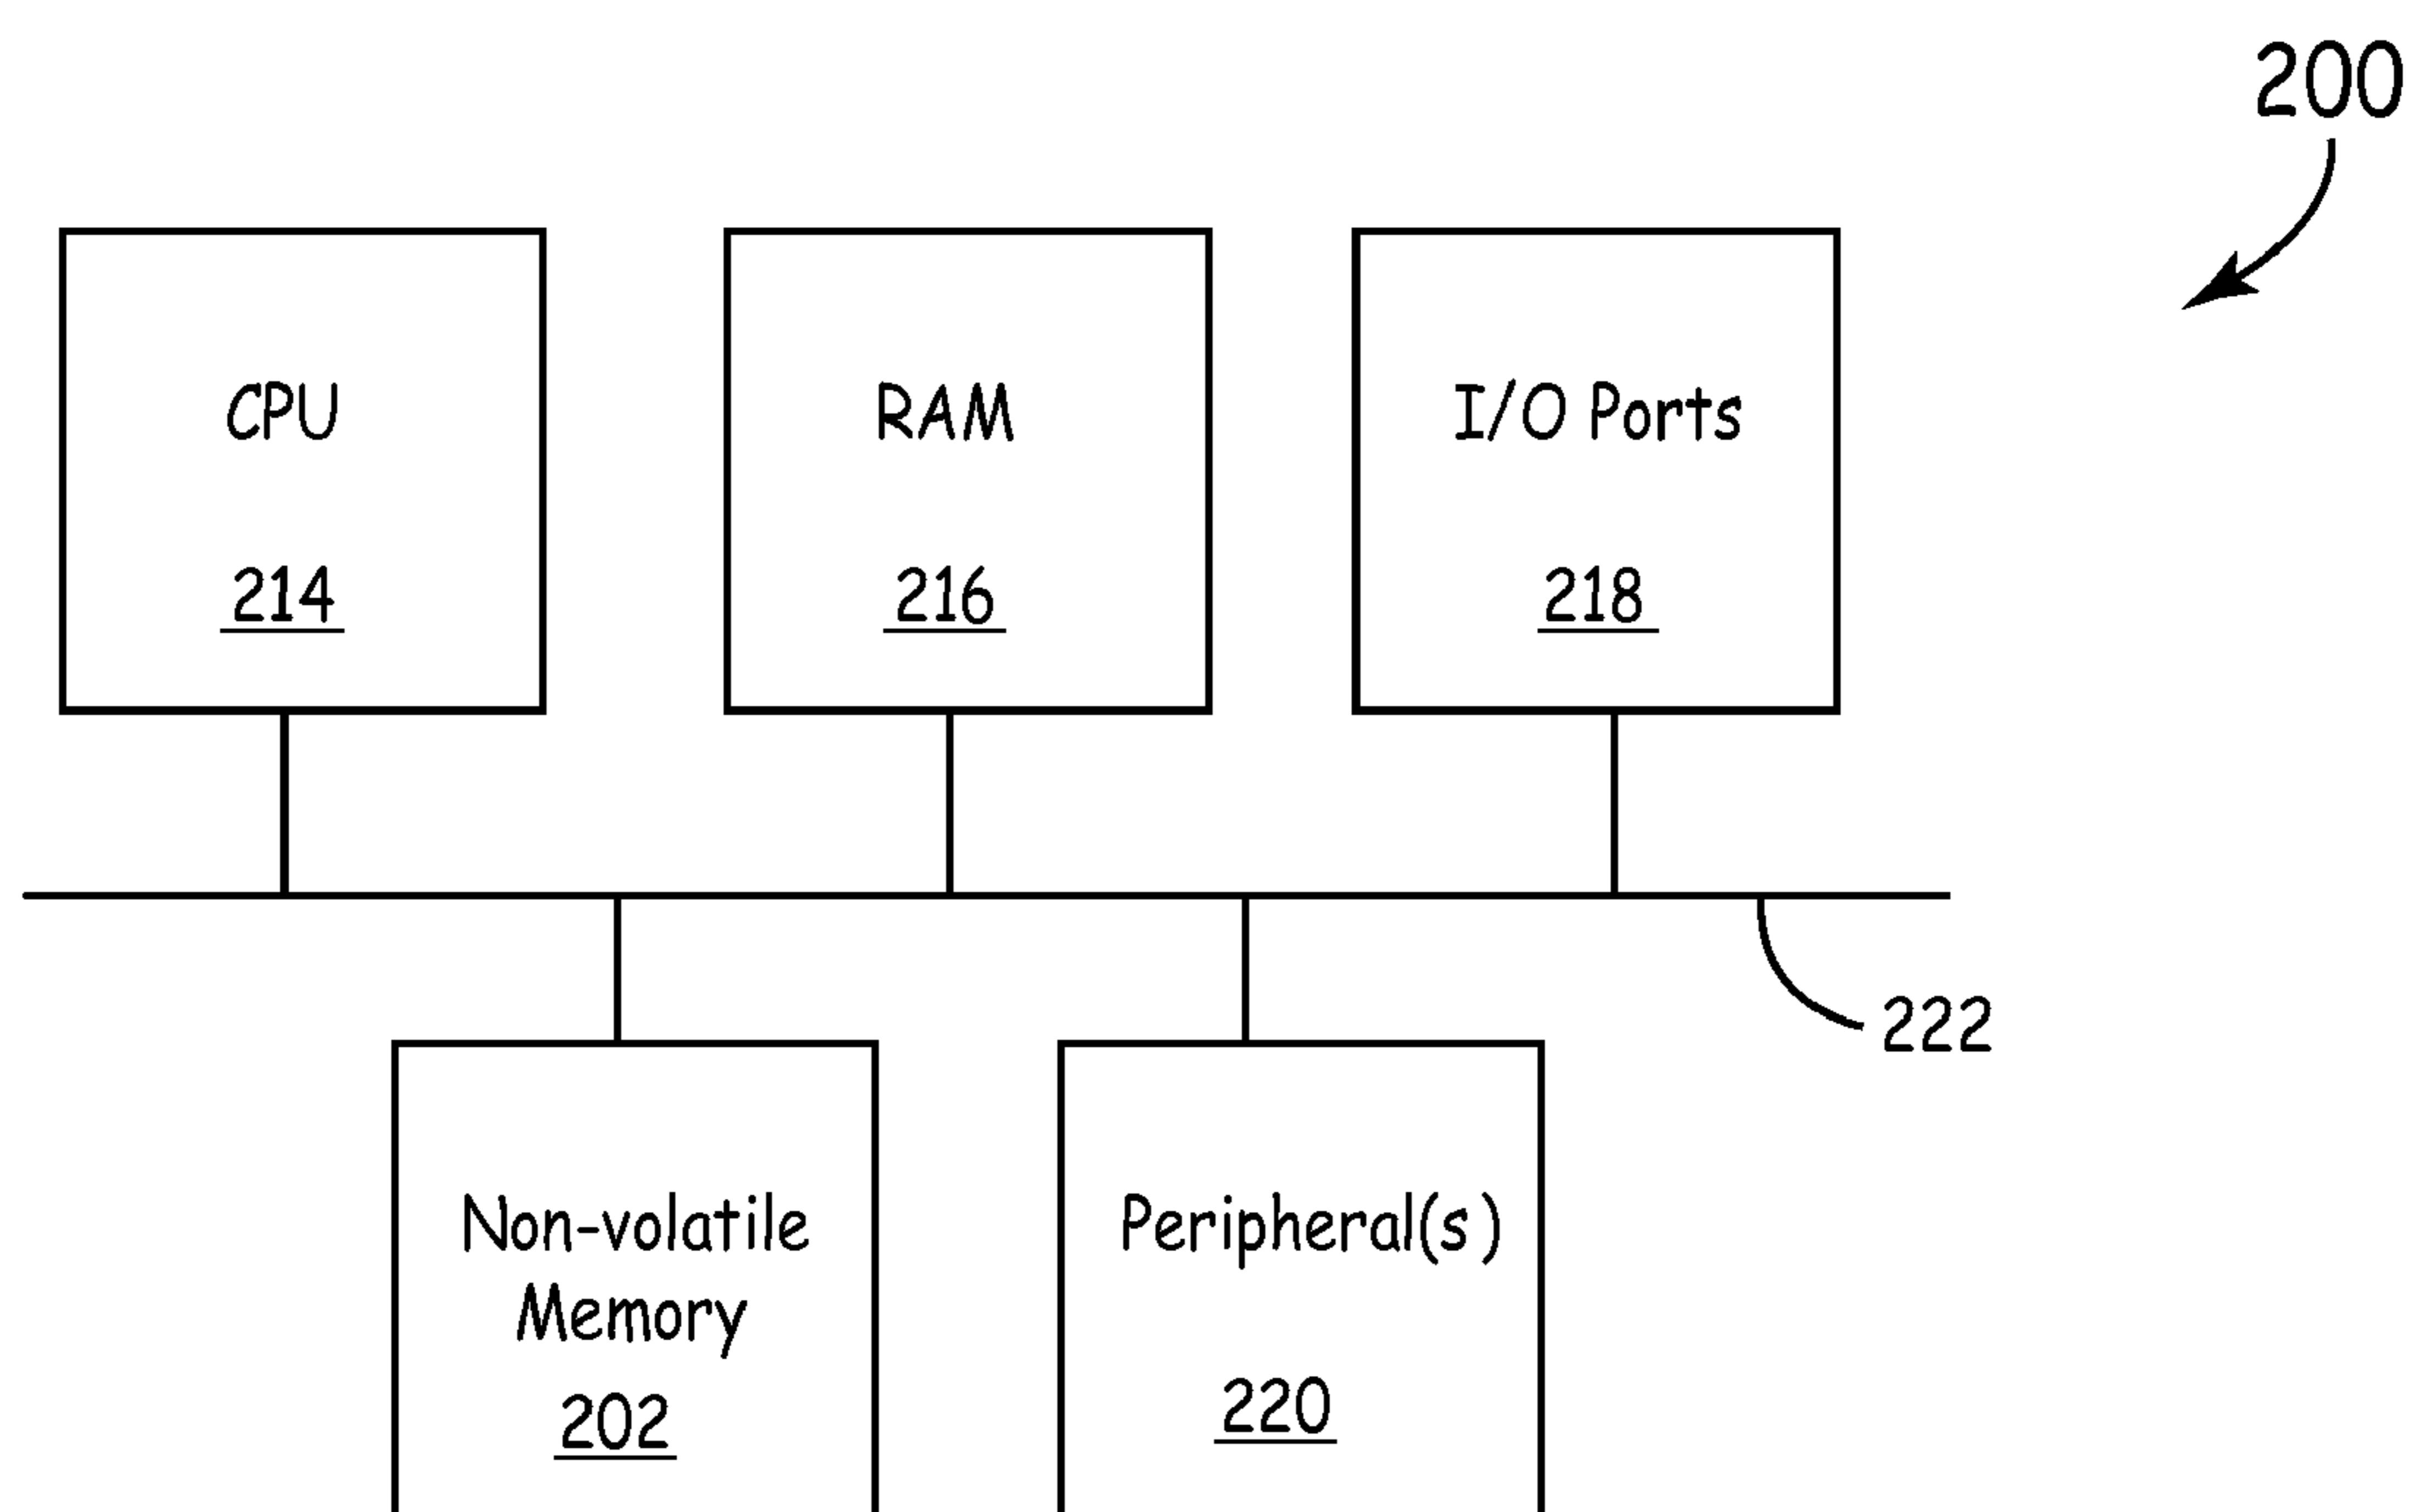 200
CPU
214
RAM
216
I/O Ports
218
222
Non-volatile
Memory
202
Peripheral(s)
220